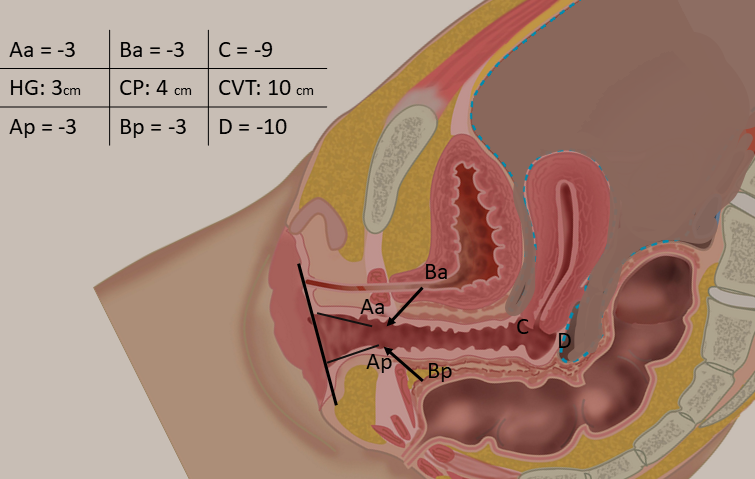 Aa = -3 Ba = -3 C = -9
HG: 3cm CP: 4 cm CVT: 10 cm
Ap = -3 Bp = -3 D = -10
Ba
Aa
C
D
Ap
Bp